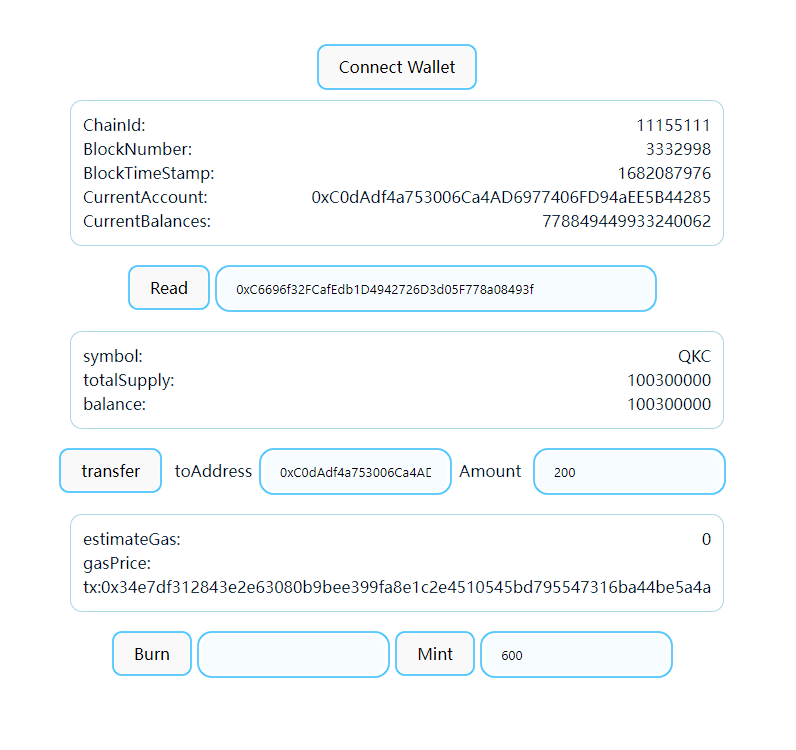 Connect Wallet
ChainId: 11155111
BlockNumber: 3332998
BlockTimeStamp: 1682087976
CurrentAccount: 0xC0dAdf4a753006Ca4AD6977406FD94aEE5B44285
CurrentBalances: 778849449933240062
Read 0xC6696f32FCafEdb1D4942726D3d05F778a08493f
symbol: QKC
totalSupply: 100300000
balance: 100300000
transfer toAddress 0xC0dAdf4a753006Ca4AD Amount 200
estimateGas: 0
gasPrice:
tx:0x34e7df312843e2e63080b9bee399fa8e1c2e4510545bd795547316ba44be5a4a
Burn Mint 600